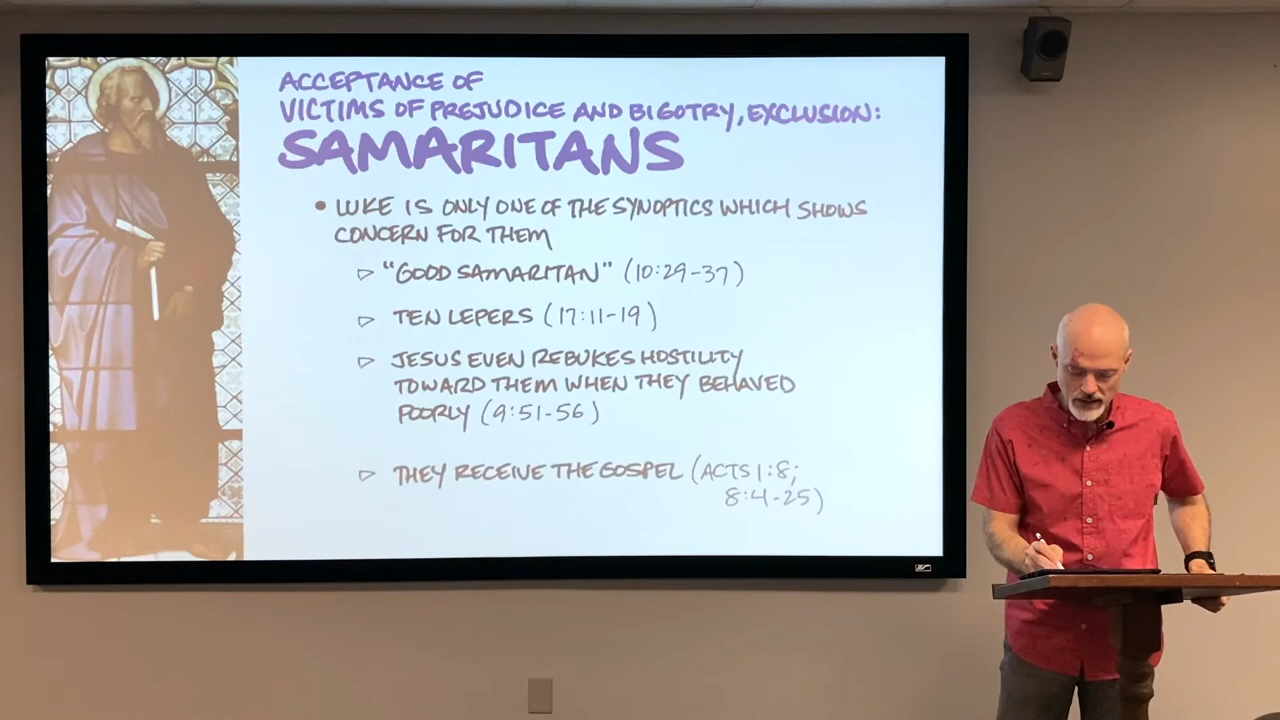 ACCEPTANCE OF
VICTIMS OF PREJUDICE AND BIGOTRY, EXCLUSION:
SAMARITANS
• LUKE IS ONLY ONE OF THE SYNOPTICS WHICH SHOWS
CONCERN FOR THEM
▷ "GOOD SAMARITAN" (10:29-37)
▷ TEN LEPERS (17:11-19)
▷ JESUS EVEN REBUKES HOSTILITY
TOWARD THEM WHEN THEY BEHAVED
POORLY (9:51-56)
▷ THEY RECEIVE THE GOSPEL (ACTS 1:8;
8:4-25)